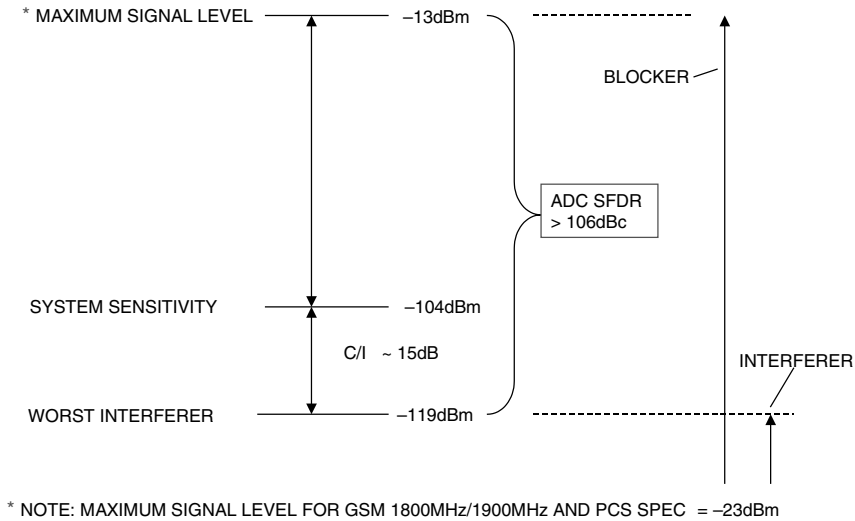 * MAXIMUM SIGNAL LEVEL
–13dBm
BLOCKER
ADC SFDR
> 106dBc
SYSTEM SENSITIVITY
–104dBm
C/I ~ 15dB
INTERFERER
WORST INTERFERER
–119dBm
* NOTE: MAXIMUM SIGNAL LEVEL FOR GSM 1800MHz/1900MHz AND PCS SPEC = –23dBm